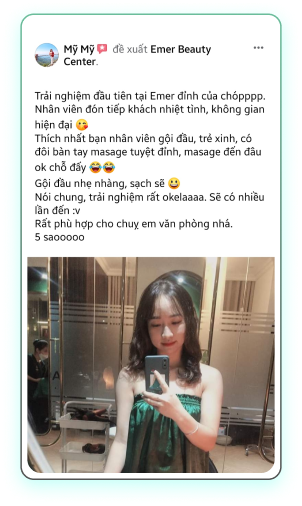 Mỹ Mỹ đề xuất Emer Beauty
Center.
Trải nghiệm đầu tiên tại Emer đỉnh của chópppp.
Nhân viên đón tiếp khách nhiệt tình, không gian
hiện đại 😋
Thích nhất bạn nhân viên gội đầu, trẻ xinh, có
đôi bàn tay masage tuyệt đỉnh, masage đến đâu
ok chỗ đấy 😂😂
Gội đầu nhẹ nhàng, sạch sẽ 😃
Nói chung, trải nghiệm rất okelaaaa. Sẽ có nhiều
lần đến :v
Rất phù hợp cho chuỵ em văn phòng nhá.
5 saooooo